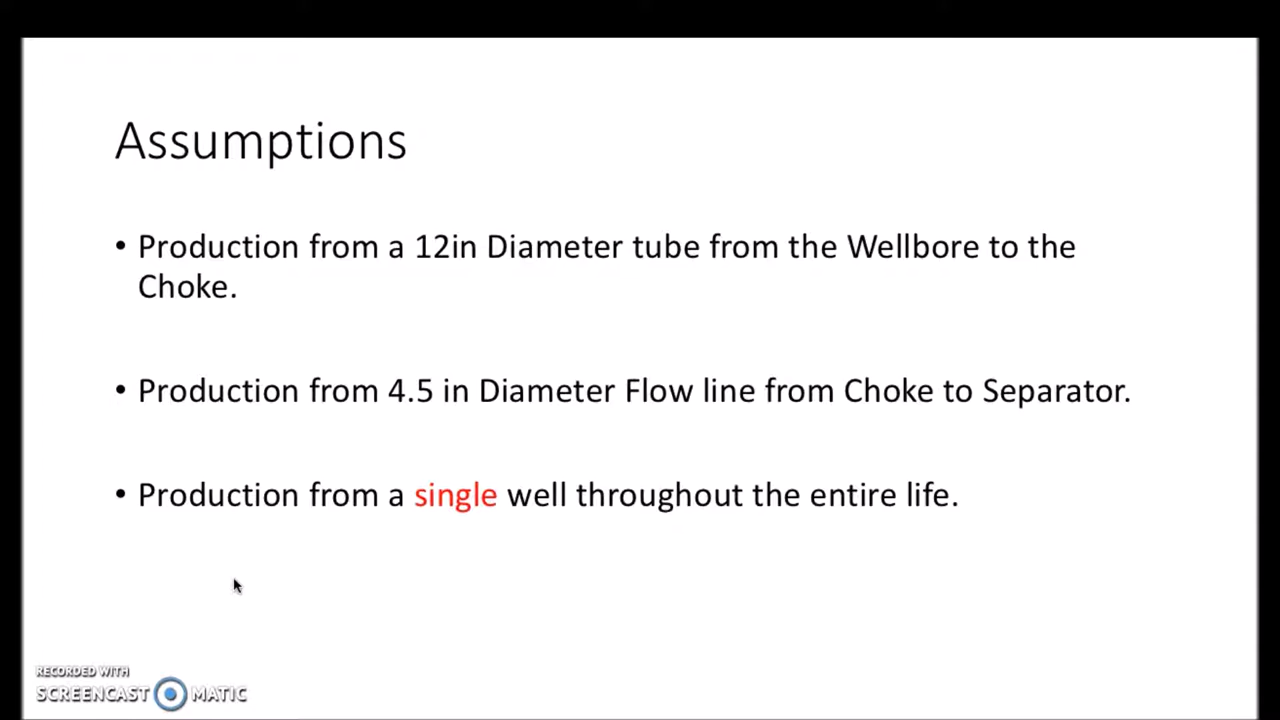 Assumptions
• Production from a 12in Diameter tube from the Wellbore to the
Choke.
• Production from 4.5 in Diameter Flow line from Choke to Separator.
• Production from a single well throughout the entire life.
RECORDED WITH
SCREENCAST MATIC